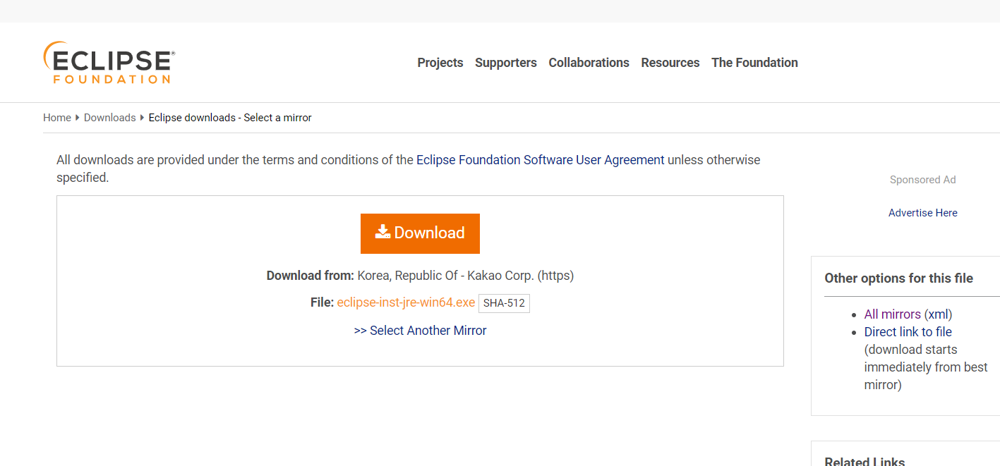 ECLIPSE®
FOUNDATION
Projects Supporters Collaborations Resources The Foundation
Home Downloads Eclipse downloads - Select a mirror
All downloads are provided under the terms and conditions of the Eclipse Foundation Software User Agreement unless otherwise
specified.
Download
Download from: Korea, Republic Of - Kakao Corp. (https)
File: eclipse-inst-jre-win64.exe SHA-512
>> Select Another Mirror
Sponsored Ad
Advertise Here
Other options for this file
All mirrors (xml)
Direct link to file
(download starts
immediately from best
mirror)
Related Links